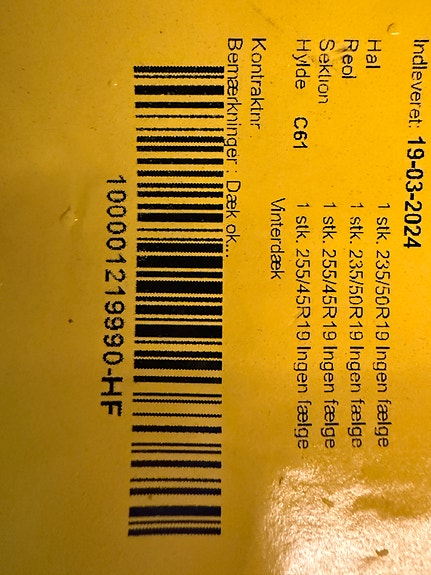 Indleveret: 19-03-2024
Hal 1 stk. 235/50R19 Ingen fælge
Reol 1 stk. 235/50R19 Ingen fælge
Sektion 1 stk. 255/45R19 Ingen fælge
Hylde C61 1 stk. 255/45R19 Ingen fælge
Vinterdæk
Kontraktnr
Bemærkninger : Dæk ok...
100001219990-HF